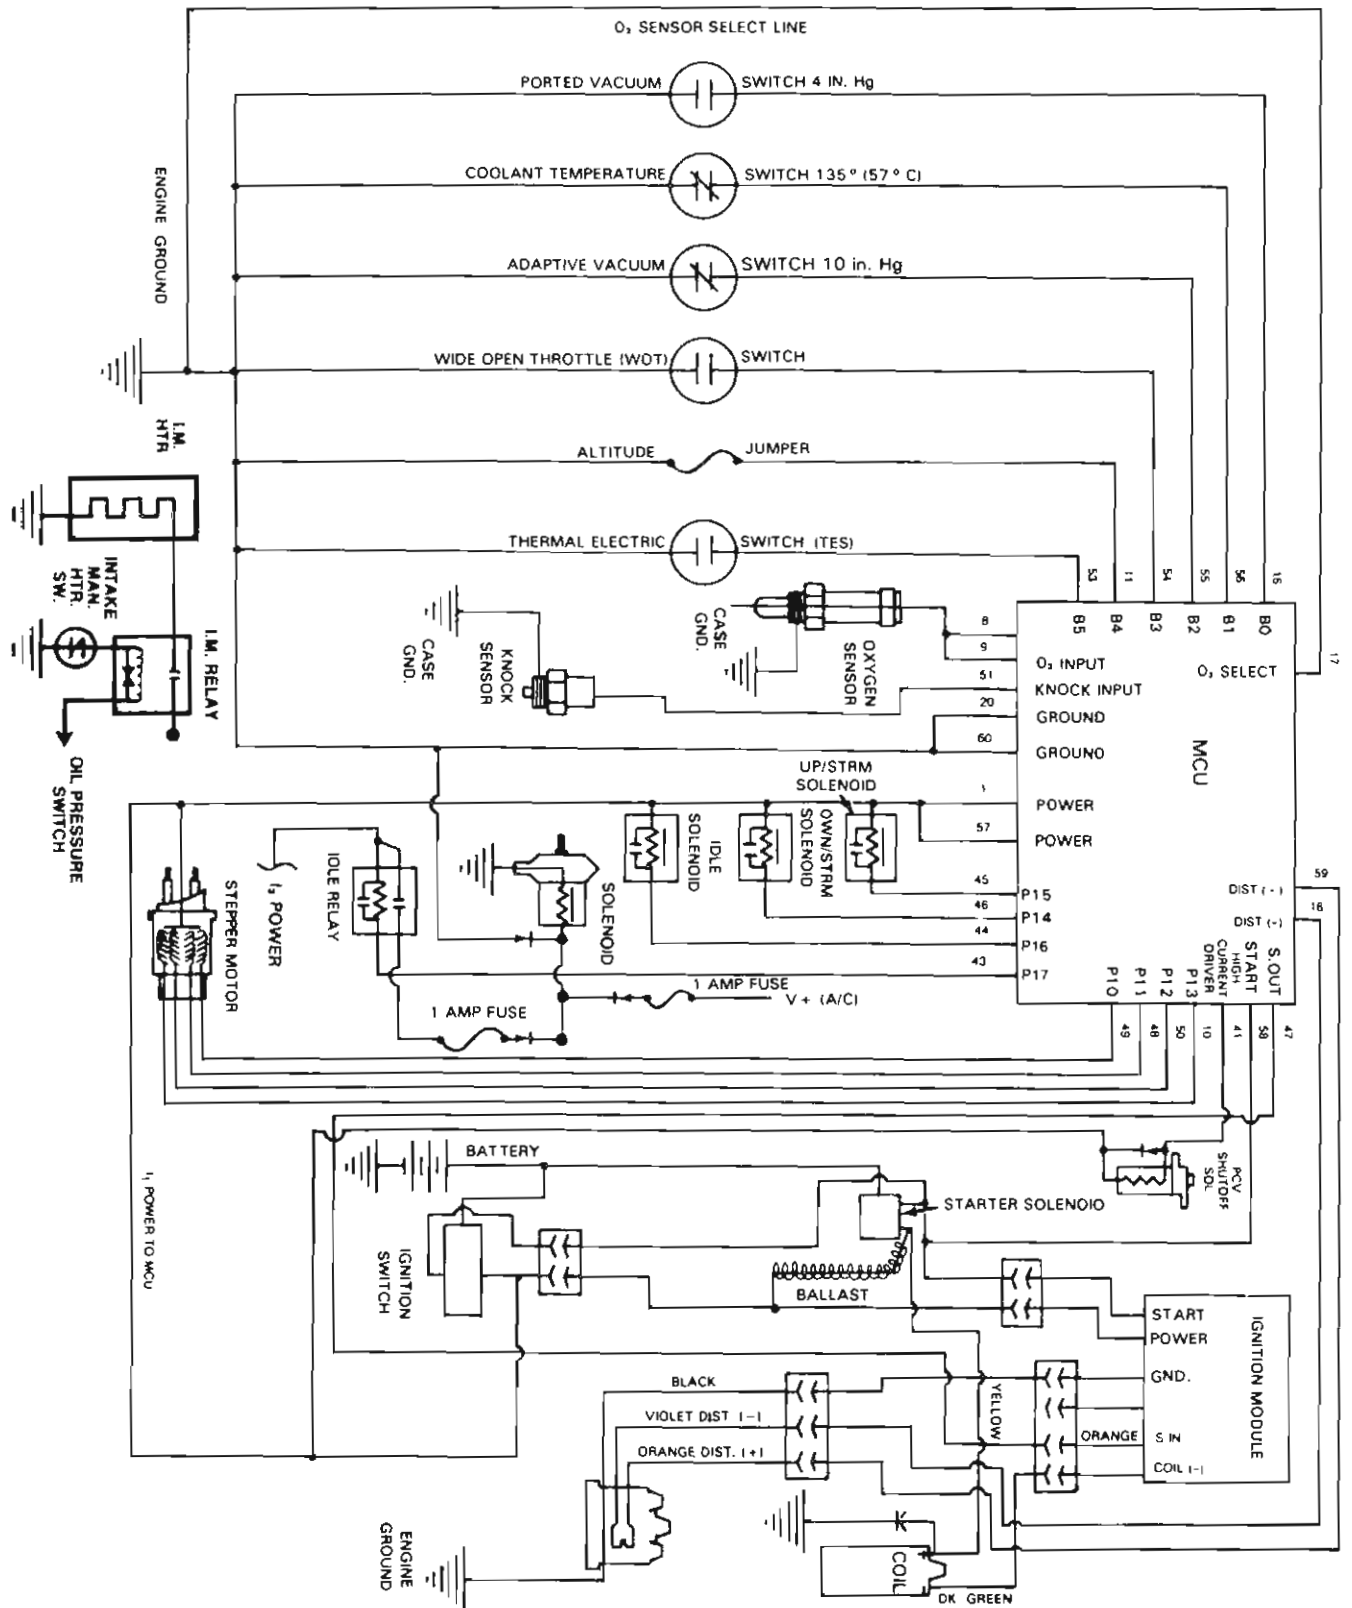 O₂ SENSOR SELECT LINE
PORTED VACUUM
SWITCH 4 IN. Hg
COOLANT TEMPERATURE
SWITCH 135° (57° C)
ADAPTIVE VACUUM
SWITCH 10 in. Hg
WIDE OPEN THROTTLE (WOT)
SWITCH
ALTITUDE
JUMPER
THERMAL ELECTRIC
SWITCH (TES)
ENGINE GROUND
I.M.
HTR
INTAKE
MAN.
HTR.
SW.
I.M. RELAY
OIL PRESSURE
SWITCH
53
11
54
55
56
15
17
B5
B4
B3
B2
B1
B0
O₂ SELECT
MCU
8
9
O₂ INPUT
51
KNOCK INPUT
20
GROUND
60
GROUND
1
POWER
57
POWER
45
P15
46
P14
44
P16
43
P17
59
DIST (-)
16
DIST (-)
P10
P11
P12
P13
HIGH
CURRENT
DRIVER
START
S.OUT
49
48
50
10
41
58
47
CASE
GND.
OXYGEN
SENSOR
KNOCK
SENSOR
CASE
GND.
UP/STRM
SOLENOID
OWN/STRM
SOLENOID
IDLE
SOLENOID
SOLENOID
IDLE RELAY
I₂ POWER
STEPPER MOTOR
1 AMP FUSE
V + (A/C)
1 AMP FUSE
PCV
SHUTOFF
SOL
I₁ POWER TO MCU
BATTERY
IGNITION
SWITCH
STARTER SOLENOID
BALLAST
START
POWER
GND.
S IN
COIL (-)
IGNITION MODULE
YELLOW
ORANGE
BLACK
VIOLET DIST (-)
ORANGE DIST. (+)
ENGINE
GROUND
COIL
DK GREEN